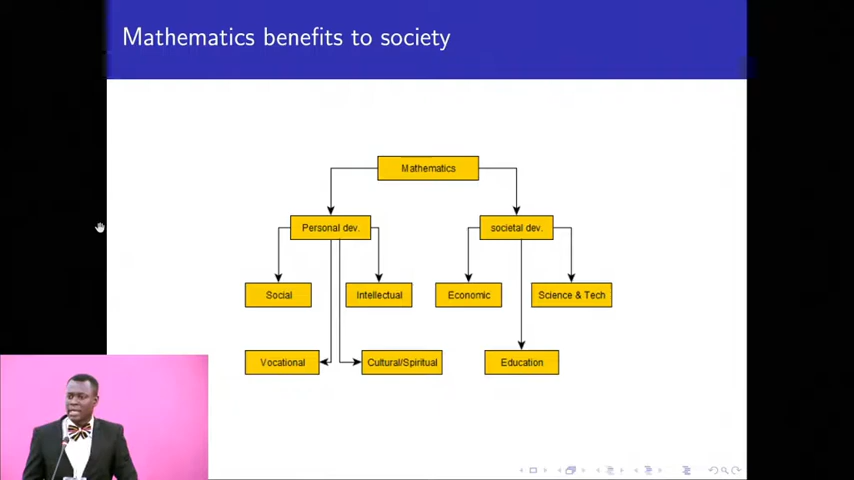 Mathematics benefits to society
Mathematics
Personal dev.
societal dev.
Social
Intellectual
Economic
Science & Tech
Vocational
Cultural/Spiritual
Education